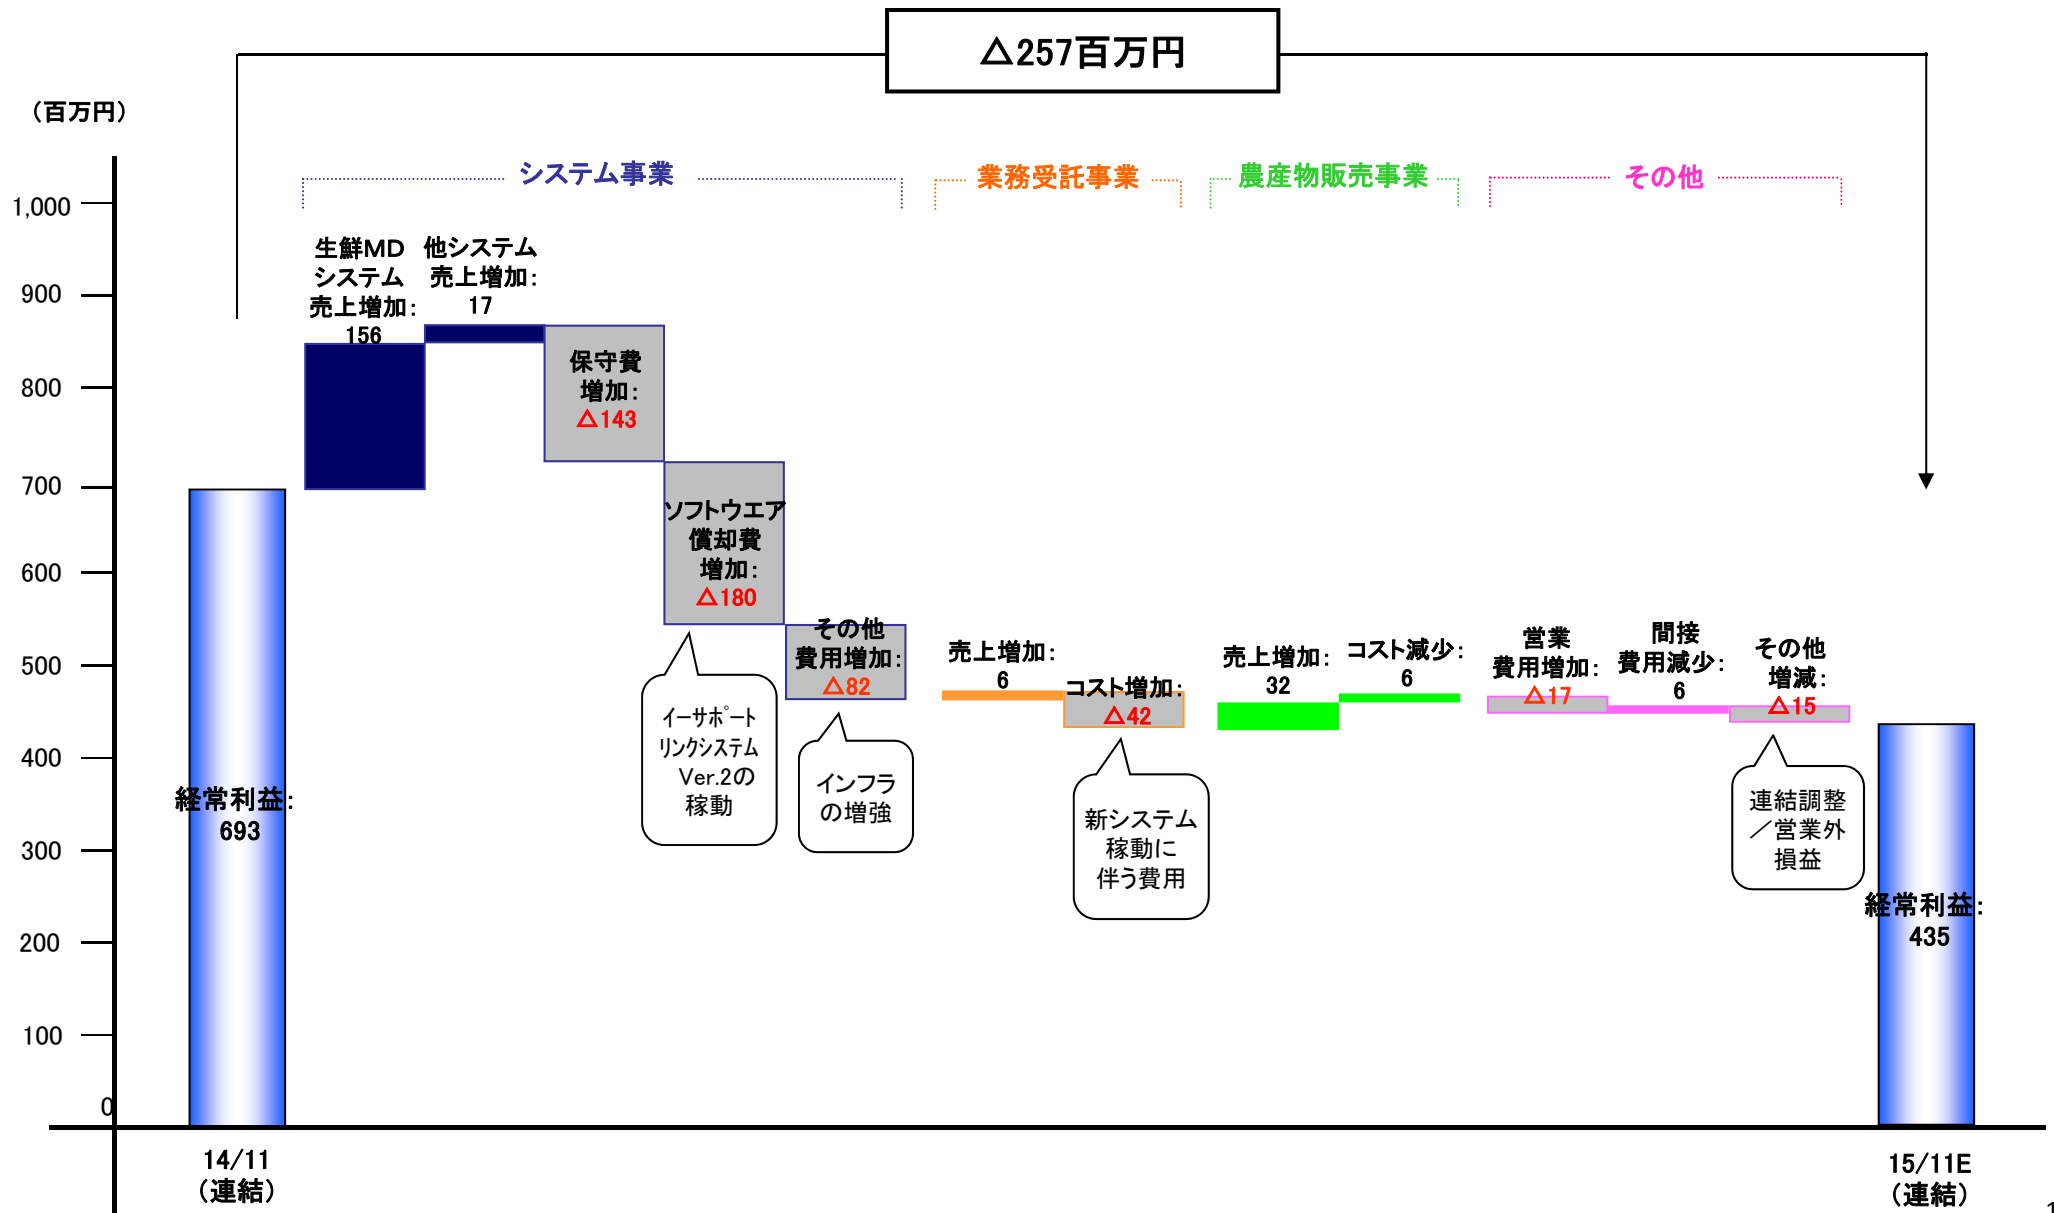 △257百万円
（百万円）
システム事業
業務受託事業
農産物販売事業
その他
1,000
900
800
700
600
500
400
300
200
100
0
生鮮MD
システム
売上増加：
156
他システム
売上増加：
17
保守費
増加：
△143
ソフトウエア
償却費
増加：
△180
その他
費用増加：
△82
売上増加：
6
コスト増加：
△42
売上増加：
32
コスト減少：
6
営業
費用増加：
△17
間接
費用減少：
6
その他
増減：
△15
イーサポート
リンクシステム
Ver.2の
稼動
インフラ
の増強
新システム
稼動に
伴う費用
連結調整
／営業外
損益
経常利益：
693
経常利益：
435
14/11
（連結）
15/11E
（連結）
1